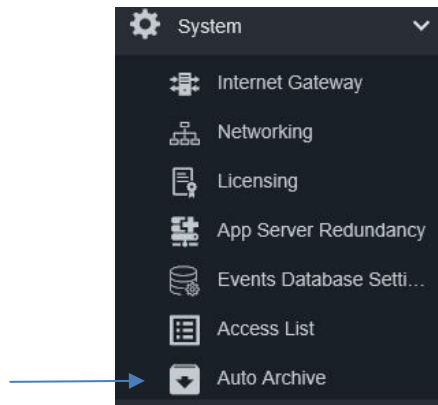 System
Internet Gateway
Networking
Licensing
App Server Redundancy
Events Database Setti...
Access List
Auto Archive